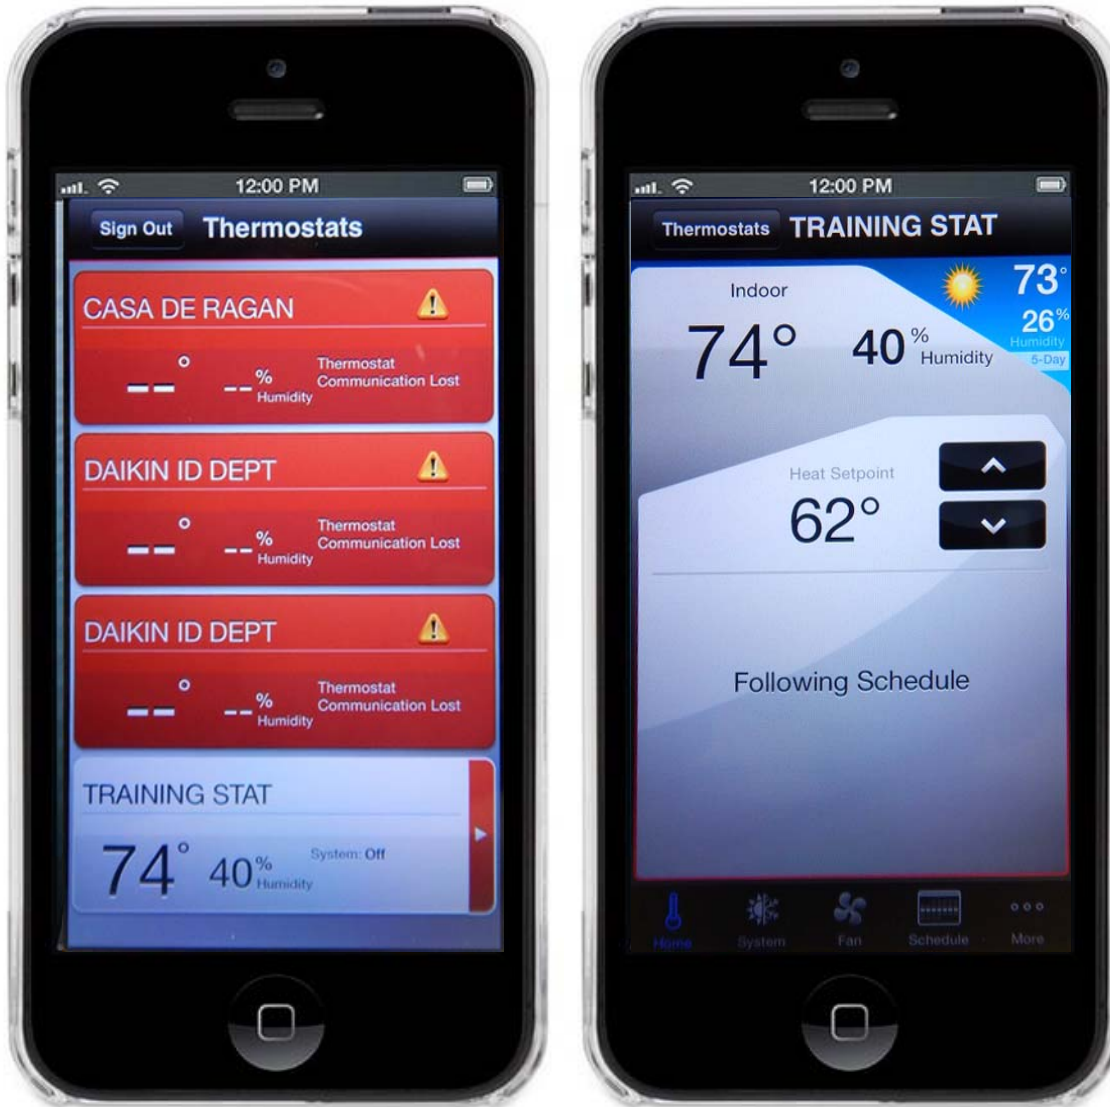 12:00 PM
Sign Out Thermostats
CASA DE RAGAN
--° --% Humidity
Thermostat
Communication Lost
DAIKIN ID DEPT
--° --% Humidity
Thermostat
Communication Lost
DAIKIN ID DEPT
--° --% Humidity
Thermostat
Communication Lost
TRAINING STAT
74° 40% Humidity
System: Off
12:00 PM
Thermostats TRAINING STAT
Indoor
74° 40% Humidity
73°
26%
Humidity
5-Day
Heat Setpoint
62°
Following Schedule
Home System Fan Schedule More